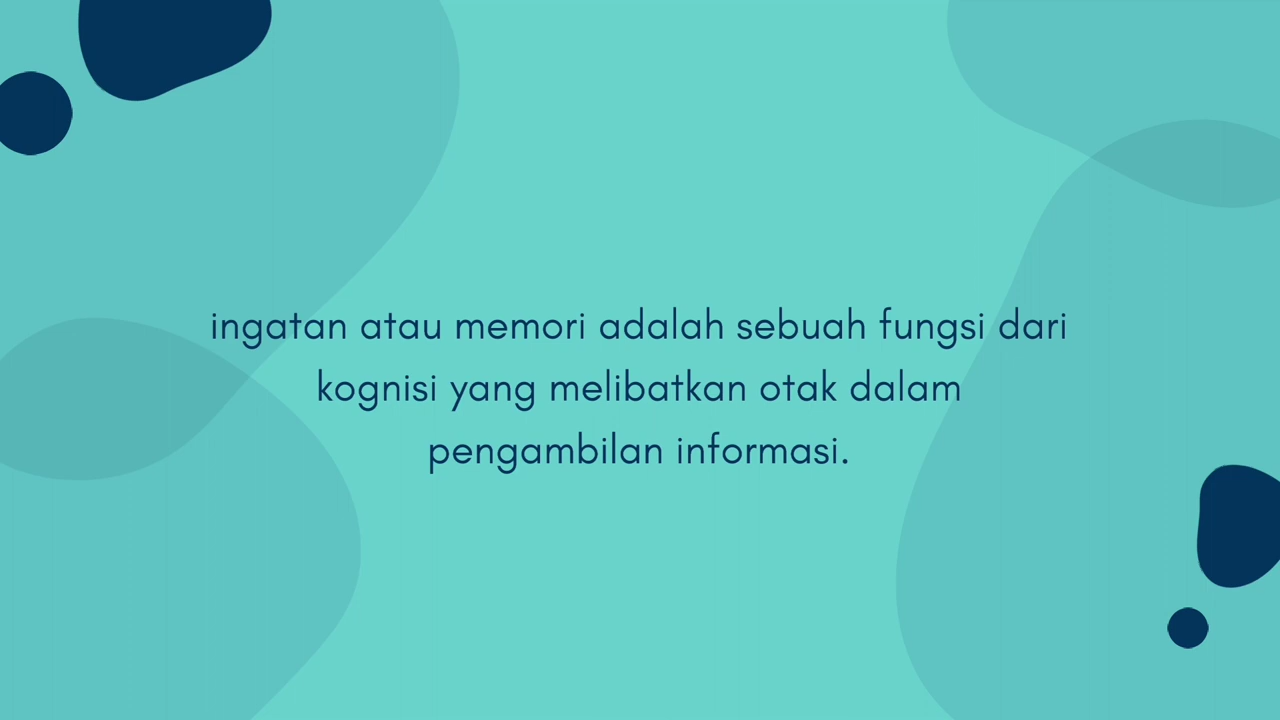 ingatan atau memori adalah sebuah fungsi dari
kognisi yang melibatkan otak dalam
pengambilan informasi.